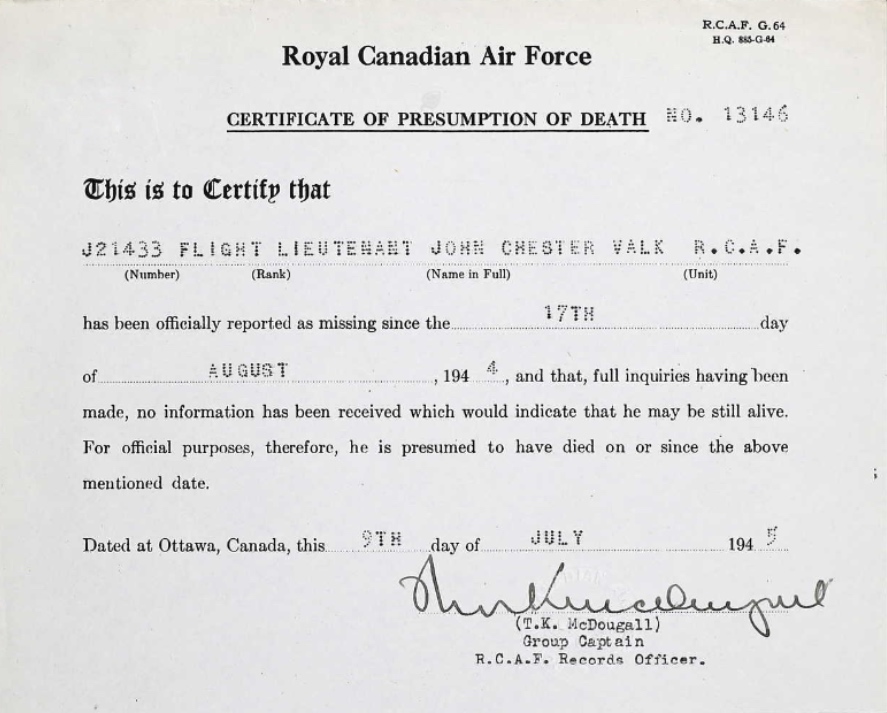 R.C.A.F. G. 64
H.Q. 885-G-64
Royal Canadian Air Force
CERTIFICATE OF PRESUMPTION OF DEATH NO. 13146
This is to Certify that
J21433 FLIGHT LIEUTENANT JOHN CHESTER VALK R.C.A.F.
(Number) (Rank) (Name in Full) (Unit)
has been officially reported as missing since the 17TH day
of AUGUST, 194 4, and that, full inquiries having been
made, no information has been received which would indicate that he may be still alive.
For official purposes, therefore, he is presumed to have died on or since the above
mentioned date.
Dated at Ottawa, Canada, this 9TH day of JULY 194 5
(T.K. McDougall)
Group Captain
R.C.A.F. Records Officer.